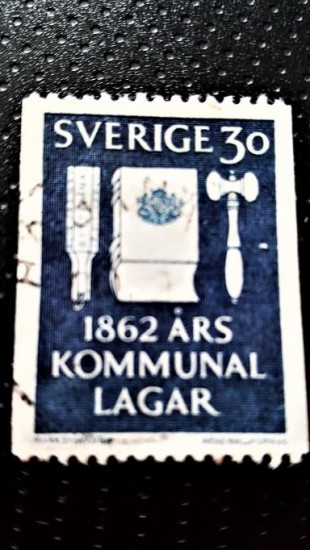 SVERIGE 30
1862 ÅRS
KOMMUNAL
LAGAR